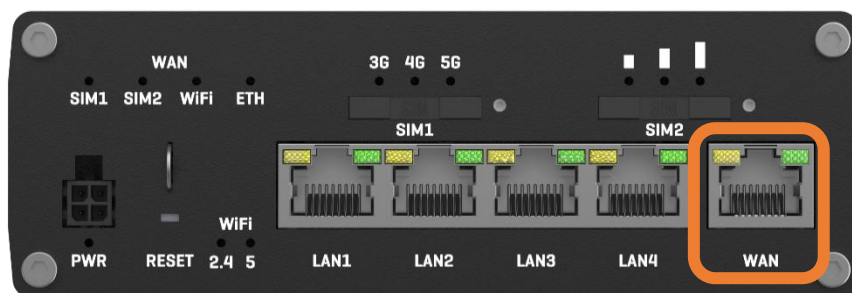 WAN
3G 4G 5G
SIM1 SIM2 WiFi ETH
SIM1
SIM2
WiFi
PWR RESET 2.4 5 LAN1 LAN2 LAN3 LAN4 WAN